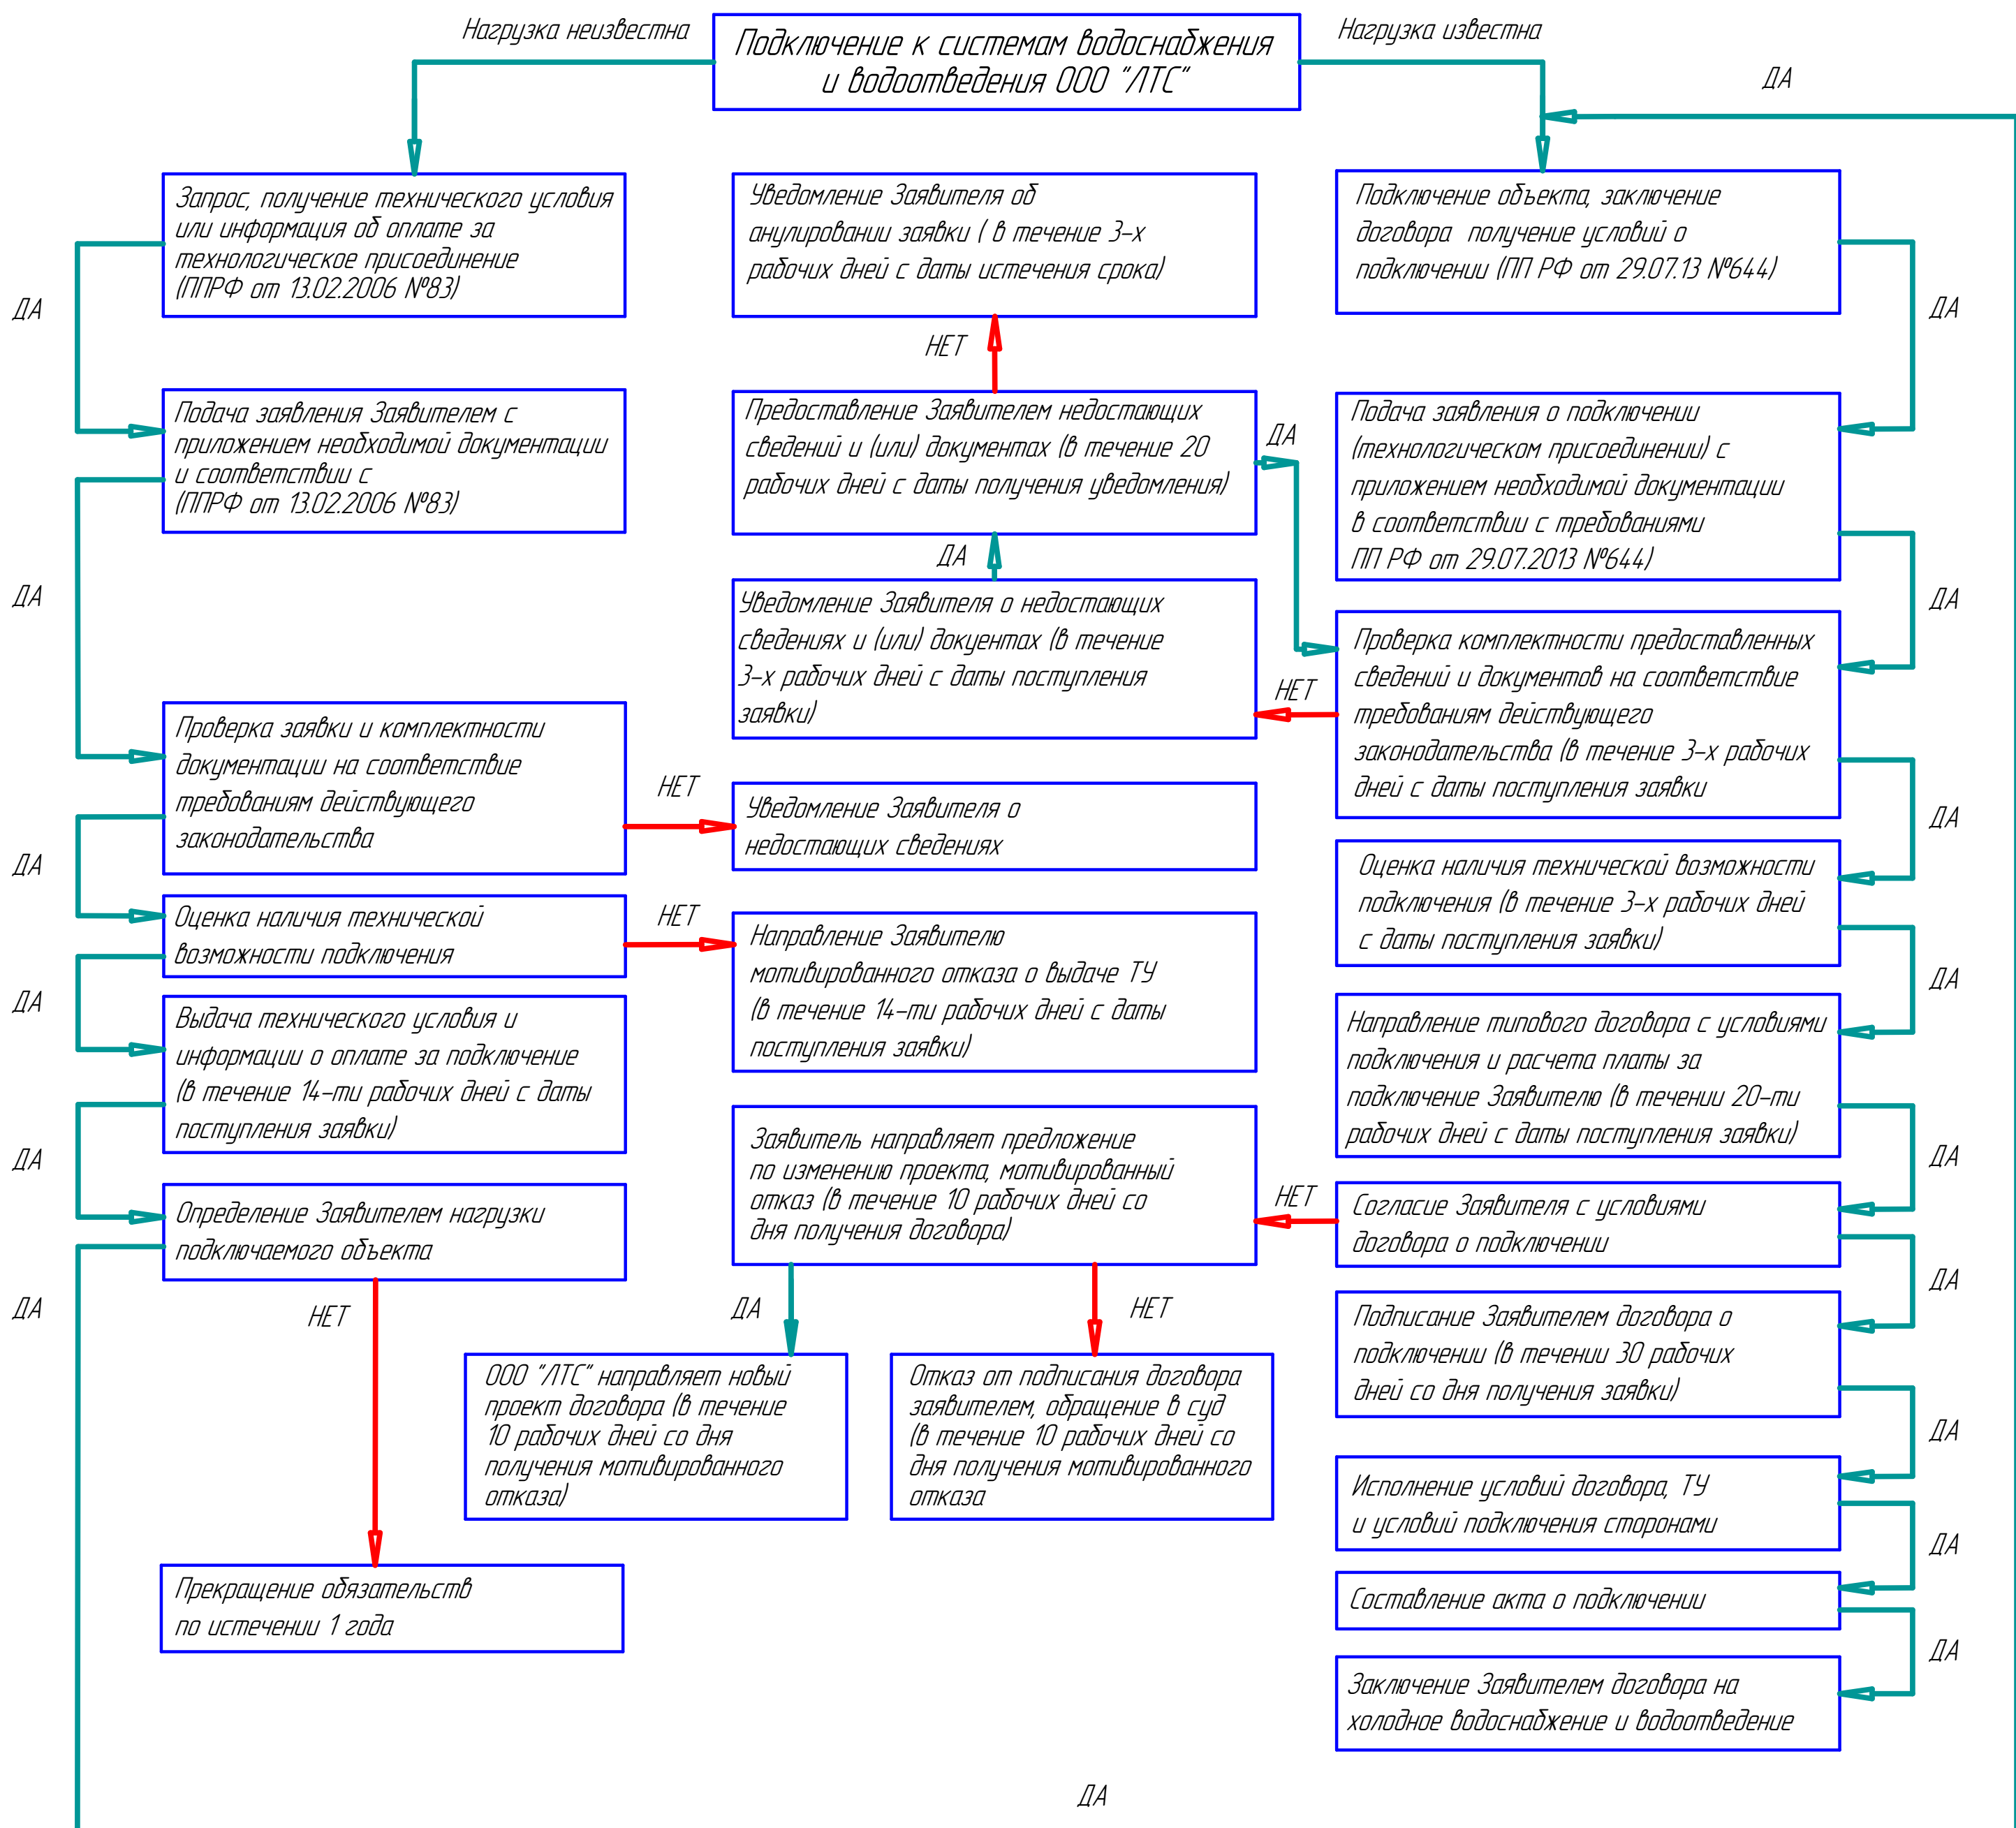 Нагрузка неизвестна
Подключение к системам водоснабжения
и водоотведения ООО "ЛТС"
Нагрузка известна
ДА
Запрос, получение технического условия
или информация об оплате за
технологическое присоединение
(ППРФ от 13.02.2006 №83)
ДА
Подача заявления Заявителем с
приложением необходимой документации
и соответствии с
(ППРФ от 13.02.2006 №83)
ДА
Проверка заявки и комплектности
документации на соответствие
требованиям действующего
законодательства
НЕТ
ДА
Оценка наличия технической
возможности подключения
НЕТ
ДА
Выдача технического условия и
информации о оплате за подключение
(в течение 14-ти рабочих дней с даты
поступления заявки)
ДА
Определение Заявителем нагрузки
подключаемого объекта
ДА
НЕТ
Прекращение обязательств
по истечении 1 года
Уведомление Заявителя об
анулировании заявки ( в течение 3-х
рабочих дней с даты истечения срока)
НЕТ
Предоставление Заявителем недостающих
сведений и (или) документах (в течение 20
рабочих дней с даты получения уведомления)
ДА
ДА
Уведомление Заявителя о недостающих
сведениях и (или) докуентах (в течение
3-х рабочих дней с даты поступления
заявки)
НЕТ
Уведомление Заявителя о
недостающих сведениях
Направление Заявителю
мотивированного отказа о выдаче ТУ
(в течение 14-ти рабочих дней с даты
поступления заявки)
Заявитель направляет предложение
по изменению проекта, мотивированный
отказ (в течение 10 рабочих дней со
дня получения договора)
НЕТ
ДА
НЕТ
ООО "ЛТС" направляет новый
проект договора (в течение
10 рабочих дней со дня
получения мотивированного
отказа)
Отказ от подписания договора
заявителем, обращение в суд
(в течение 10 рабочих дней со
дня получения мотивированного
отказа
Подключение объекта, заключение
договора получение условий о
подключении (ПП РФ от 29.07.13 №644)
ДА
Подача заявления о подключении
(технологическом присоединении) с
приложением необходимой документации
в соответствии с требованиями
ПП РФ от 29.07.2013 №644)
ДА
Проверка комплектности предоставленных
сведений и документов на соответствие
требованиям действующего
законодательства (в течение 3-х рабочих
дней с даты поступления заявки
ДА
Оценка наличия технической возможности
подключения (в течение 3-х рабочих дней
с даты поступления заявки)
ДА
Направление типового договора с условиями
подключения и расчета платы за
подключение Заявителю (в течении 20-ти
рабочих дней с даты поступления заявки)
ДА
Согласие Заявителя с условиями
договора о подключении
ДА
Подписание Заявителем договора о
подключении (в течении 30 рабочих
дней со дня получения заявки)
ДА
Исполнение условий договора, ТУ
и условий подключения сторонами
ДА
Составление акта о подключении
ДА
Заключение Заявителем договора на
холодное водоснабжение и водоотведение
ДА